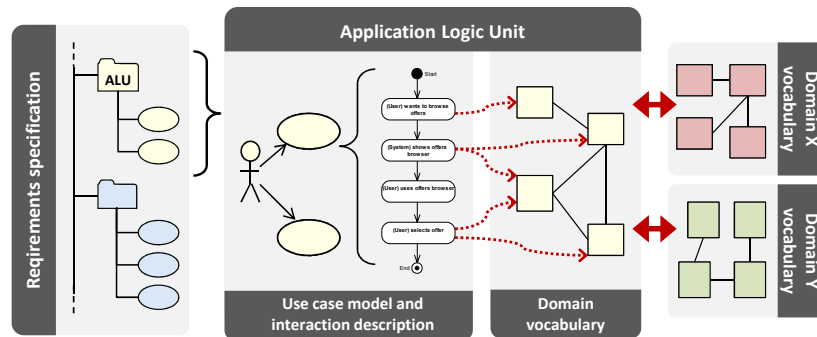 Reqirements specification
ALU
Application Logic Unit
Start
(User) wants to browse
offers
(System) shows offers
browser
(User) uses offers browser
(User) selects offer
End
Use case model and
interaction description
Domain
vocabulary
Domain X
vocabulary
Domain Y
vocabulary